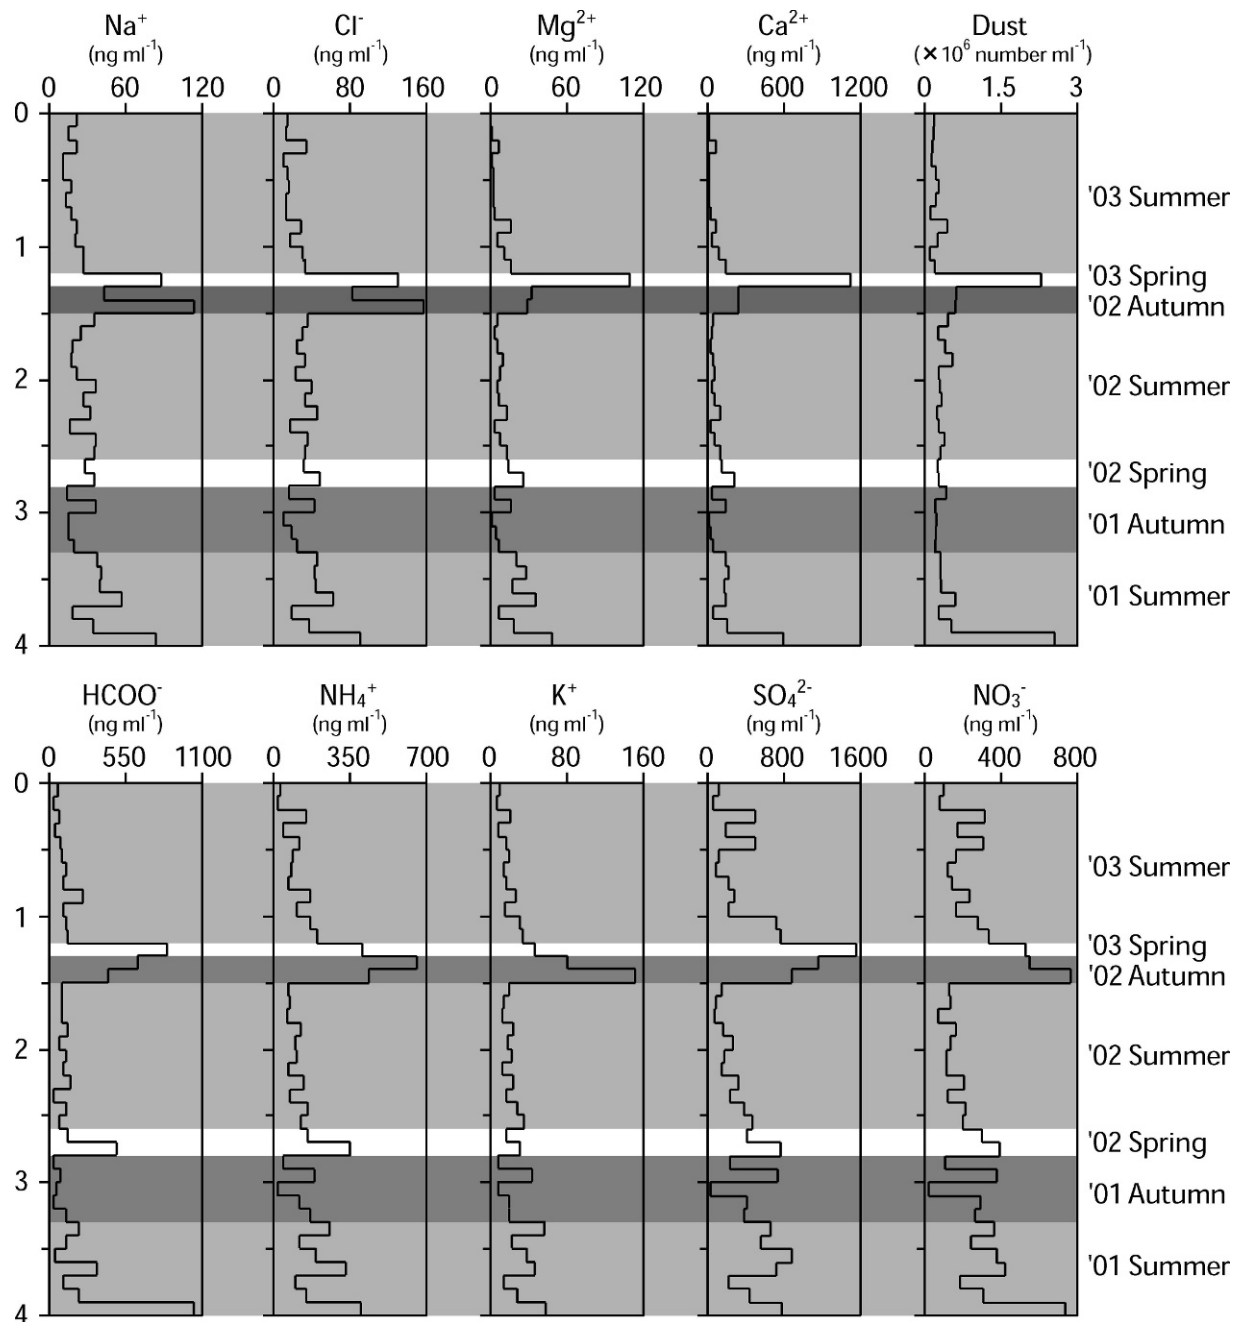 Na⁺ Cl⁻ Mg²⁺ Ca²⁺ Dust
(ng ml⁻¹) (ng ml⁻¹) (ng ml⁻¹) (ng ml⁻¹) (×10⁶ number ml⁻¹)
0 60 120 0 80 160 0 60 120 0 600 1200 0 1.5 3
0
'03 Summer
1
'03 Spring
'02 Autumn
2 '02 Summer
'02 Spring
3
'01 Autumn
'01 Summer
4
HCOO⁻ NH₄⁺ K⁺ SO₄²⁻ NO₃⁻
(ng ml⁻¹) (ng ml⁻¹) (ng ml⁻¹) (ng ml⁻¹) (ng ml⁻¹)
0 550 1100 0 350 700 0 80 160 0 800 1600 0 400 800
0
'03 Summer
1
'03 Spring
'02 Autumn
2 '02 Summer
'02 Spring
3 '01 Autumn
'01 Summer
4